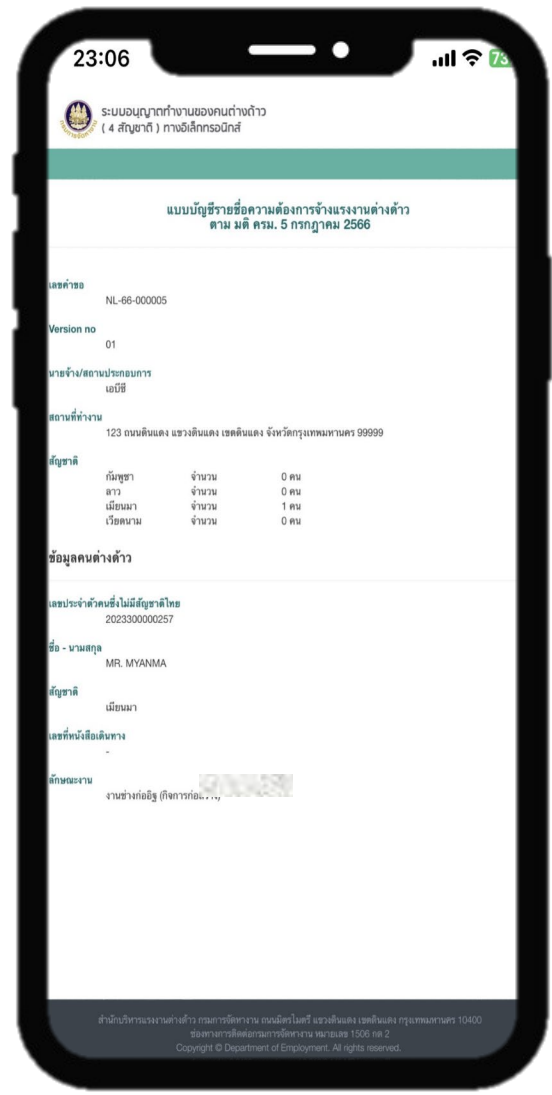 23:06
73
ระบบอนุญาตทำงานของคนต่างด้าว
( 4 สัญชาติ ) ทางอิเล็กทรอนิกส์
กรมการจัดหางาน
แบบบัญชีรายชื่อความต้องการจ้างแรงงานต่างด้าว
ตาม มติ ครม. 5 กรกฎาคม 2566
เลขคำขอ
NL-66-000005
Version no
01
นายจ้าง/สถานประกอบการ
เอบีซี
สถานที่ทำงาน
123 ถนนดินแดง แขวงดินแดง เขตดินแดง จังหวัดกรุงเทพมหานคร 99999
สัญชาติ
กัมพูชา จำนวน 0 คน
ลาว จำนวน 0 คน
เมียนมา จำนวน 1 คน
เวียดนาม จำนวน 0 คน
ข้อมูลคนต่างด้าว
เลขประจำตัวคนซึ่งไม่มีสัญชาติไทย
2023300000257
ชื่อ - นามสกุล
MR. MYANMA
สัญชาติ
เมียนมา
เลขที่หนังสือเดินทาง
-
ลักษณะงาน
งานช่างก่ออิฐ
สำนักบริหารแรงงานต่างด้าว กรมการจัดหางาน ถนนมิตรไมตรี แขวงดินแดง เขตดินแดง กรุงเทพมหานคร 10400
ช่องทางการติดต่อกรมการจัดหางาน หมายเลข 1506 กด 2
Copyright © Department of Employment. All rights reserved.